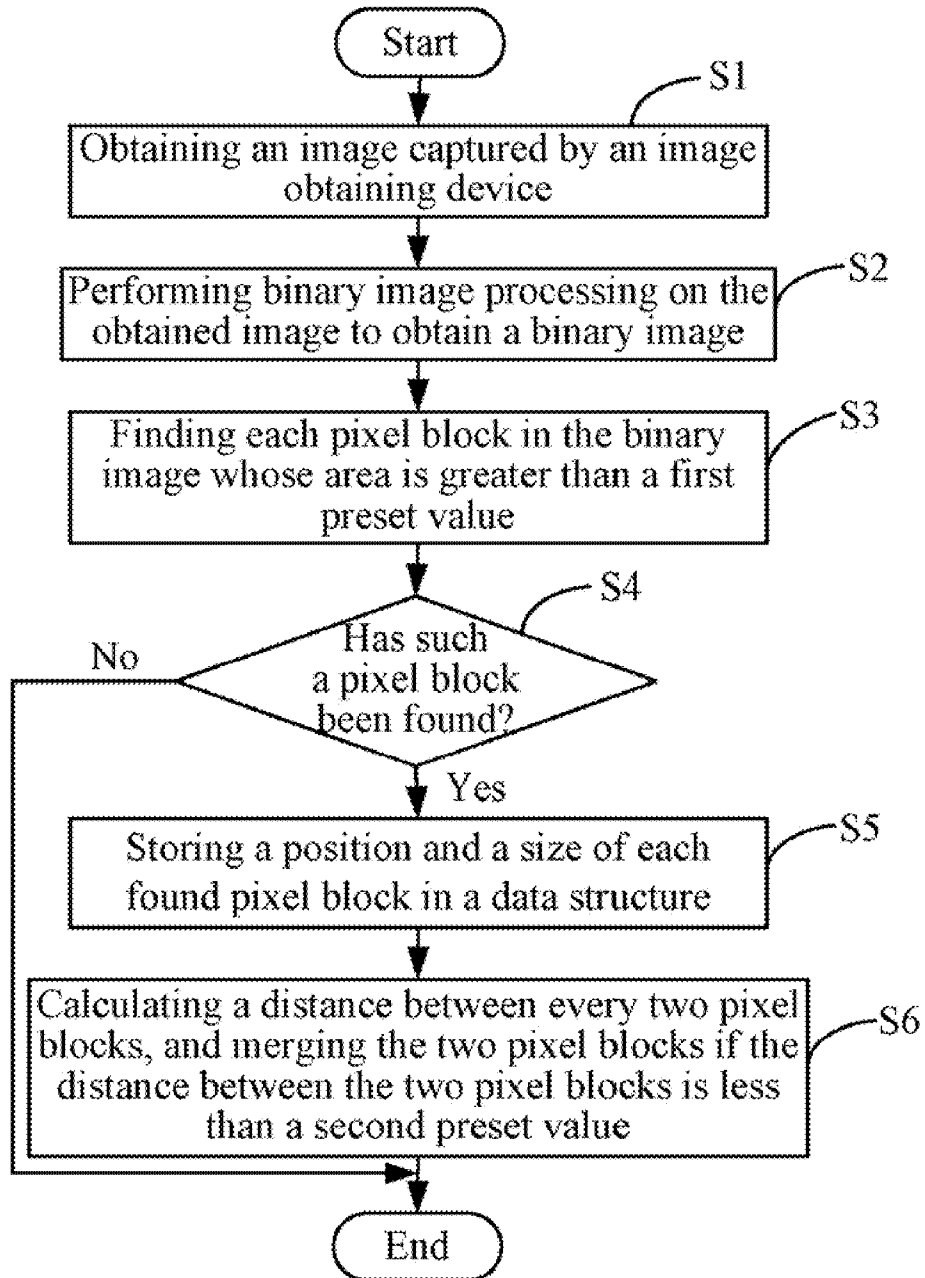 Start
S1
Obtaining an image captured by an image
obtaining device
S2
Performing binary image processing on the
obtained image to obtain a binary image
S3
Finding each pixel block in the binary
image whose area is greater than a first
preset value
S4
Has such
a pixel block
been found?
No
Yes
S5
Storing a position and a size of each
found pixel block in a data structure
S6
Calculating a distance between every two pixel
blocks, and merging the two pixel blocks if the
distance between the two pixel blocks is less
than a second preset value
End